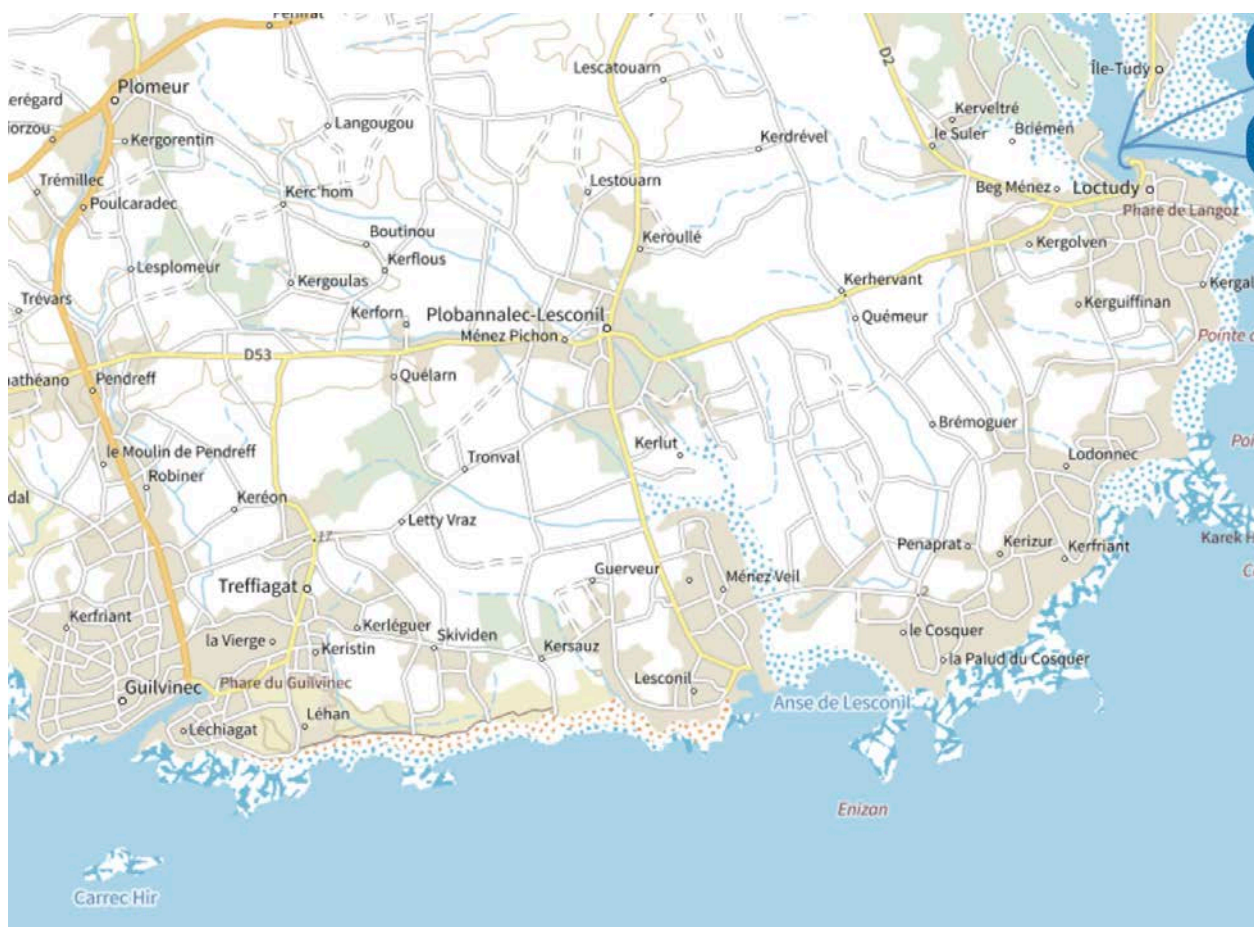 Plomeur
Kergorentin
Langougou
Lescatouarn
D2
Île-Tudy
Kerveltré
le Suler
Briémen
Kerdrével
Trémillec
Poulcaradec
Kerc'hom
Lestouarn
Beg Ménez
Loctudy
Phare de Langoz
Boutinou
Keroullé
Kergolven
Lesplomeur
Kerflous
Kergoulas
Kerhervant
Trévars
Kerforn
Plobannalec-Lesconil
Ménez Pichon
Quémeur
Kerguiffinan
D53
Pendreff
Quélarn
Brémoguer
le Moulin de Pendreff
Robiner
Tronval
Kerlut
Lodonnec
Keréon
Letty Vraz
17
Penaprat
Kerizur
Kerfriant
Treffiagat
Guerveur
Ménez-Veil
2
Kerfriant
la Vierge
Kerléguer
Keristin
Skividen
Kersauz
le Cosquer
la Palud du Cosquer
Guilvinec
Phare du Guilvinec
Lesconil
Anse de Lesconil
Léchiagat
Léhan
Enizan
Carrec Hir